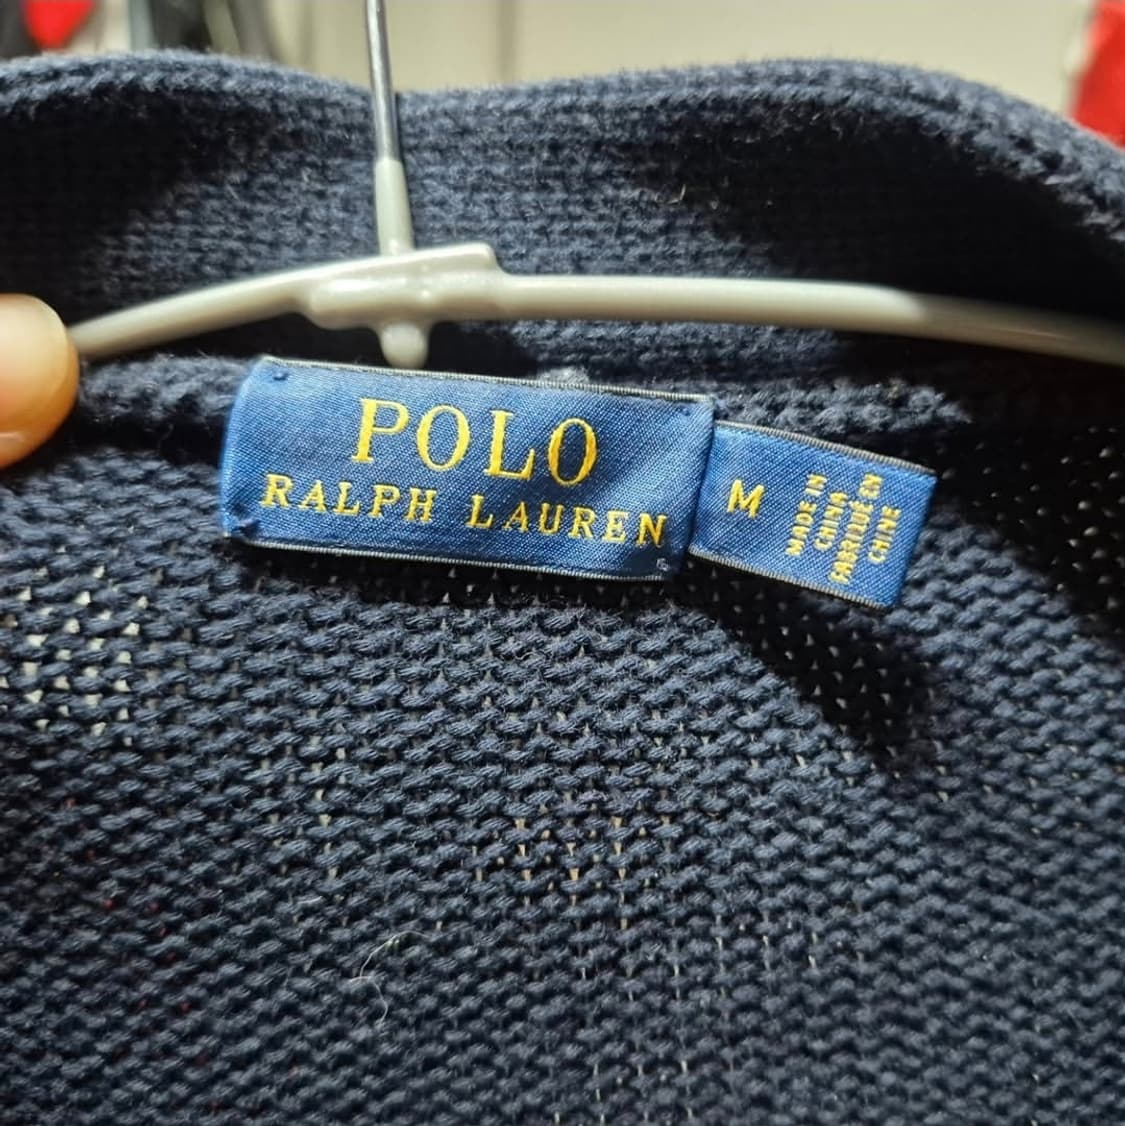 POLO
RALPH LAUREN
M
MADE IN
CHINA
FABRIQUÉ EN
CHINE